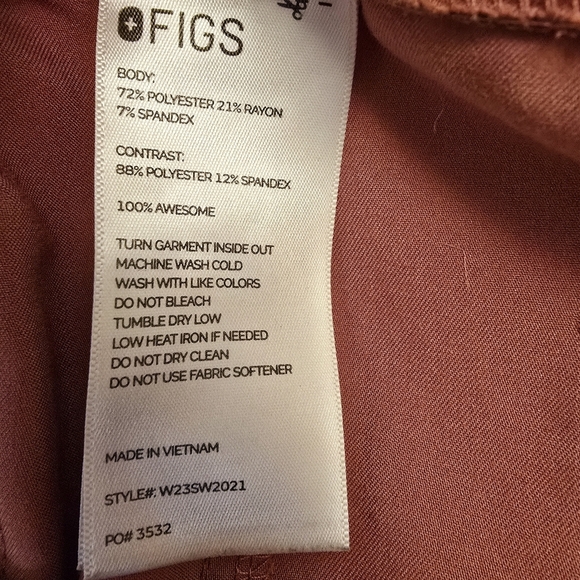 FIGS
BODY:
72% POLYESTER 21% RAYON
7% SPANDEX
CONTRAST:
88% POLYESTER 12% SPANDEX
100% AWESOME
TURN GARMENT INSIDE OUT
MACHINE WASH COLD
WASH WITH LIKE COLORS
DO NOT BLEACH
TUMBLE DRY LOW
LOW HEAT IRON IF NEEDED
DO NOT DRY CLEAN
DO NOT USE FABRIC SOFTENER
MADE IN VIETNAM
STYLE#: W23SW2021
PO# 3532